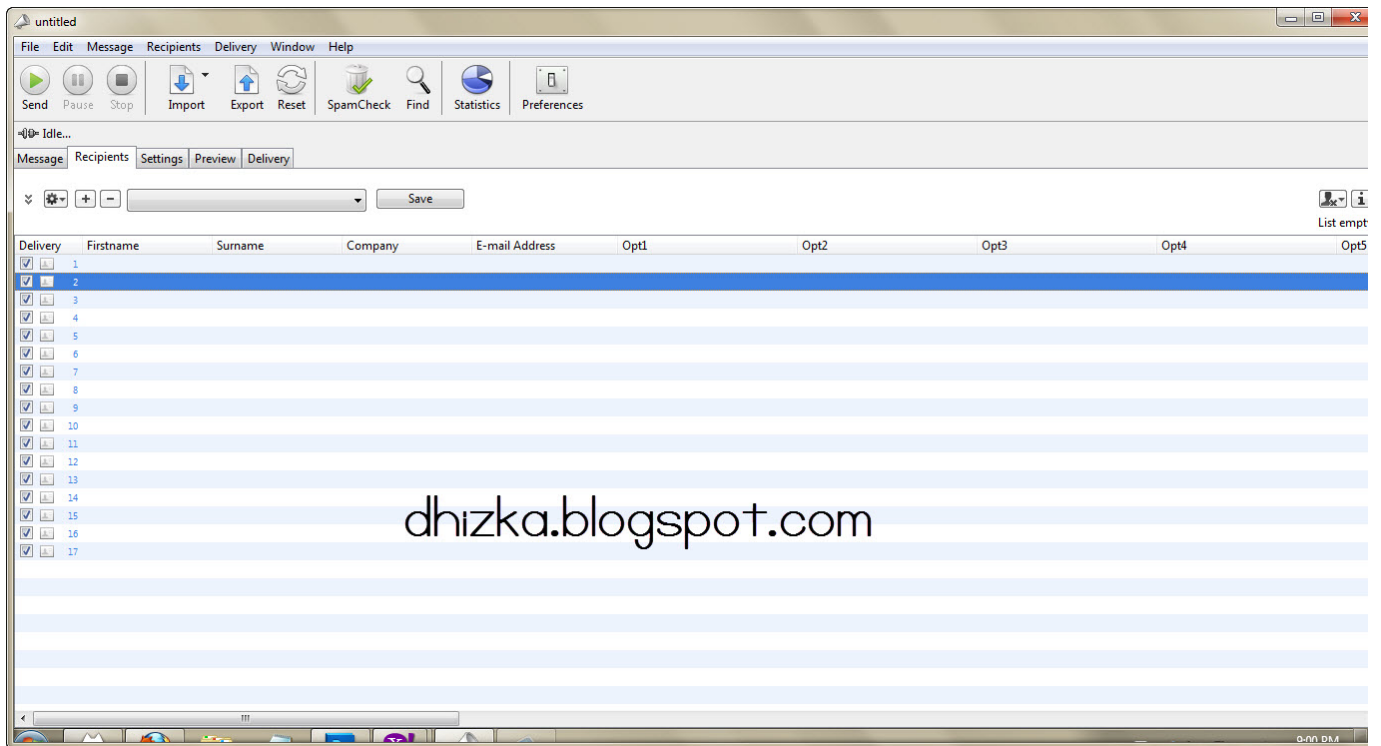 untitled
File Edit Message Recipients Delivery Window Help
Send Pause Stop Import Export Reset SpamCheck Find Statistics Preferences
Idle...
Message Recipients Settings Preview Delivery
+ - Save i
List empt
Delivery Firstname Surname Company E-mail Address Opt1 Opt2 Opt3 Opt4 Opt5
1
2
3
4
5
6
7
8
9
10
11
12
13
14
15
16
17
dhizka.blogspot.com
9:00 PM